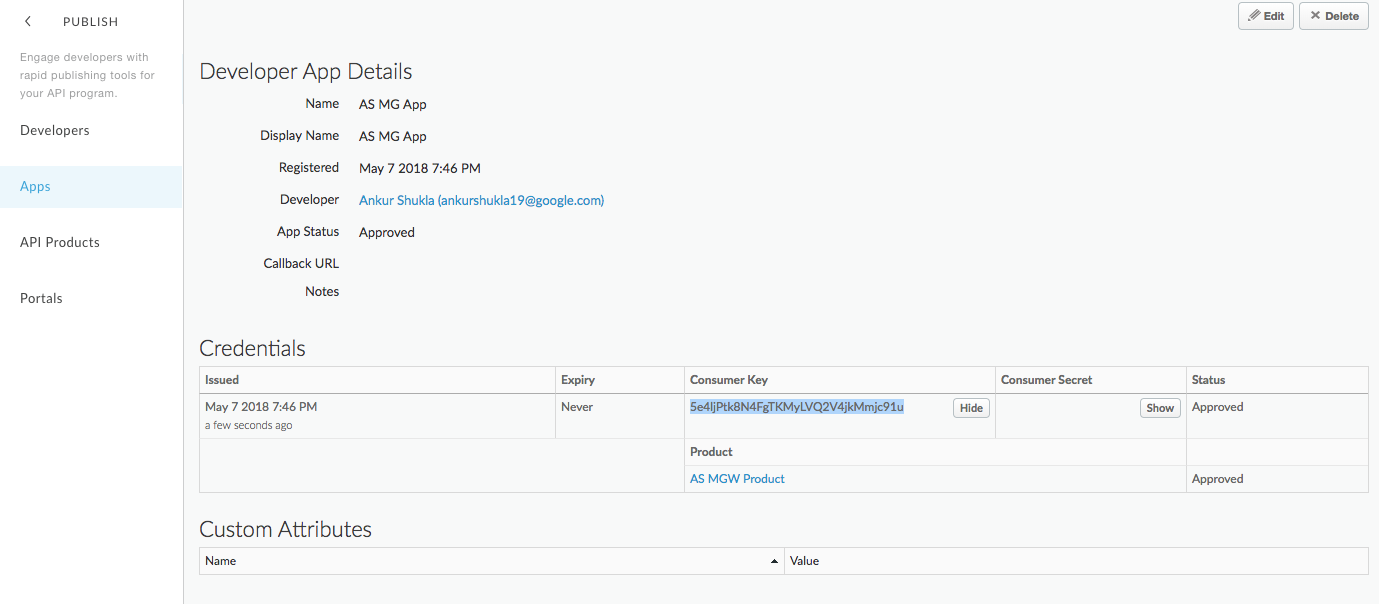 PUBLISH
Engage developers with
rapid publishing tools for
your API program.
Developers
Apps
API Products
Portals
Edit
Delete
Developer App Details
Name AS MG App
Display Name AS MG App
Registered May 7 2018 7:46 PM
Developer Ankur Shukla (ankurshukla19@google.com)
App Status Approved
Callback URL
Notes
Credentials
Issued Expiry Consumer Key Consumer Secret Status
May 7 2018 7:46 PM Never 5e4ljPtk8N4FgTKMyLVQ2V4jkMmjc91u Hide Show Approved
a few seconds ago
Product
AS MGW Product Approved
Custom Attributes
Name Value